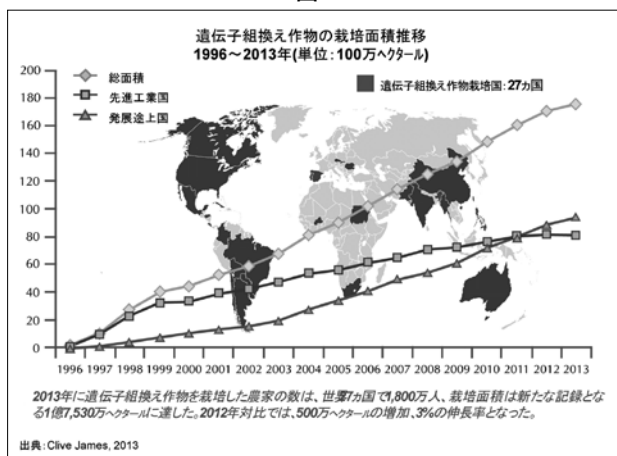 遺伝子組換え作物の栽培面積推移
1996～2013年(単位：100万ヘクタール)
総面積
先進工業国
発展途上国
遺伝子組換え作物栽培国：27ヵ国
200
180
160
140
120
100
80
60
40
20
0
1996 1997 1998 1999 2000 2001 2002 2003 2004 2005 2006 2007 2008 2009 2010 2011 2012 2013
2013年に遺伝子組換え作物を栽培した農家の数は、世界7ヵ国で1,800万人、栽培面積は新たな記録とな
る1億7,530万ヘクタールに達した。2012年対比では、500万ヘクタールの増加、3%の伸長率となった。
出典：Clive James, 2013